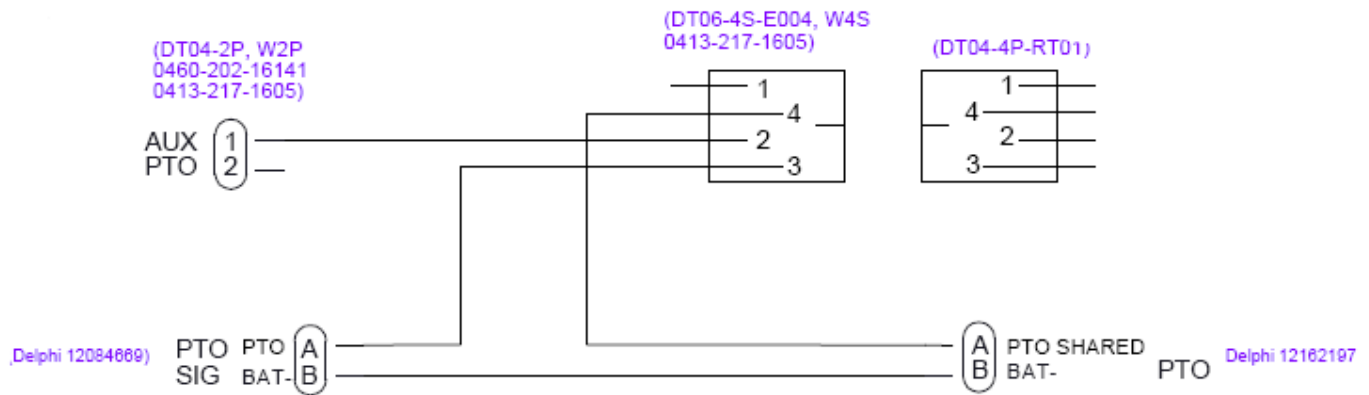 (DT04-2P, W2P
0460-202-16141
0413-217-1605)
(DT06-4S-E004, W4S
0413-217-1605)
(DT04-4P-RT01)
AUX 1
PTO 2
1
4
2
3
1
4
2
3
Delphi 12084669)
PTO PTO A
SIG BAT- B
A PTO SHARED
B BAT-
PTO
Delphi 12162197